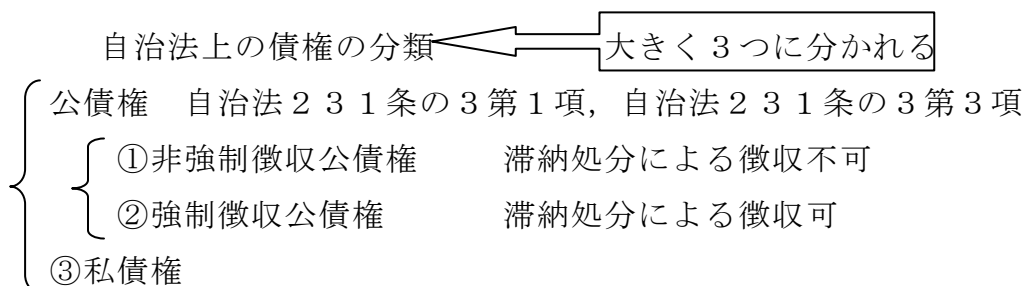 自治法上の債権の分類 大きく３つに分かれる
公債権 自治法２３１条の３第１項，自治法２３１条の３第３項
①非強制徴収公債権 滞納処分による徴収不可
②強制徴収公債権 滞納処分による徴収可
③私債権